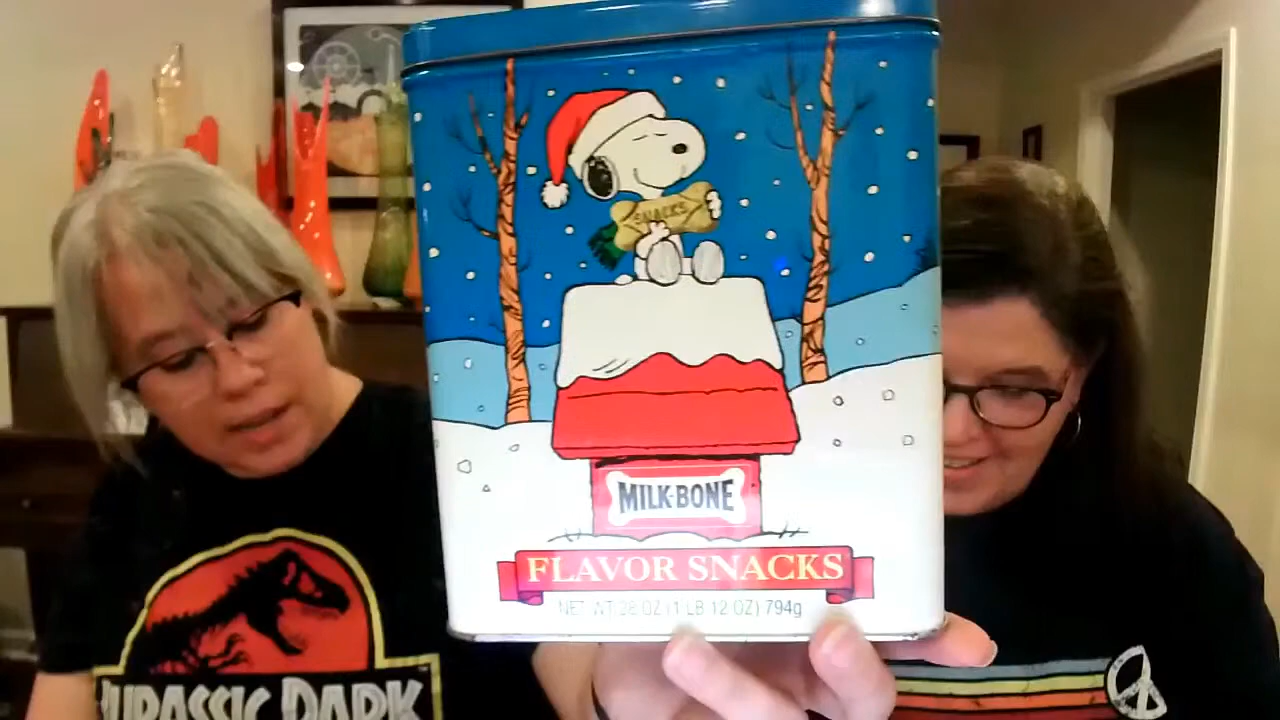 SNACKS
MILK-BONE
FLAVOR SNACKS
NET WT 28 OZ (1 LB 12 OZ) 794g
JURASSIC PARK